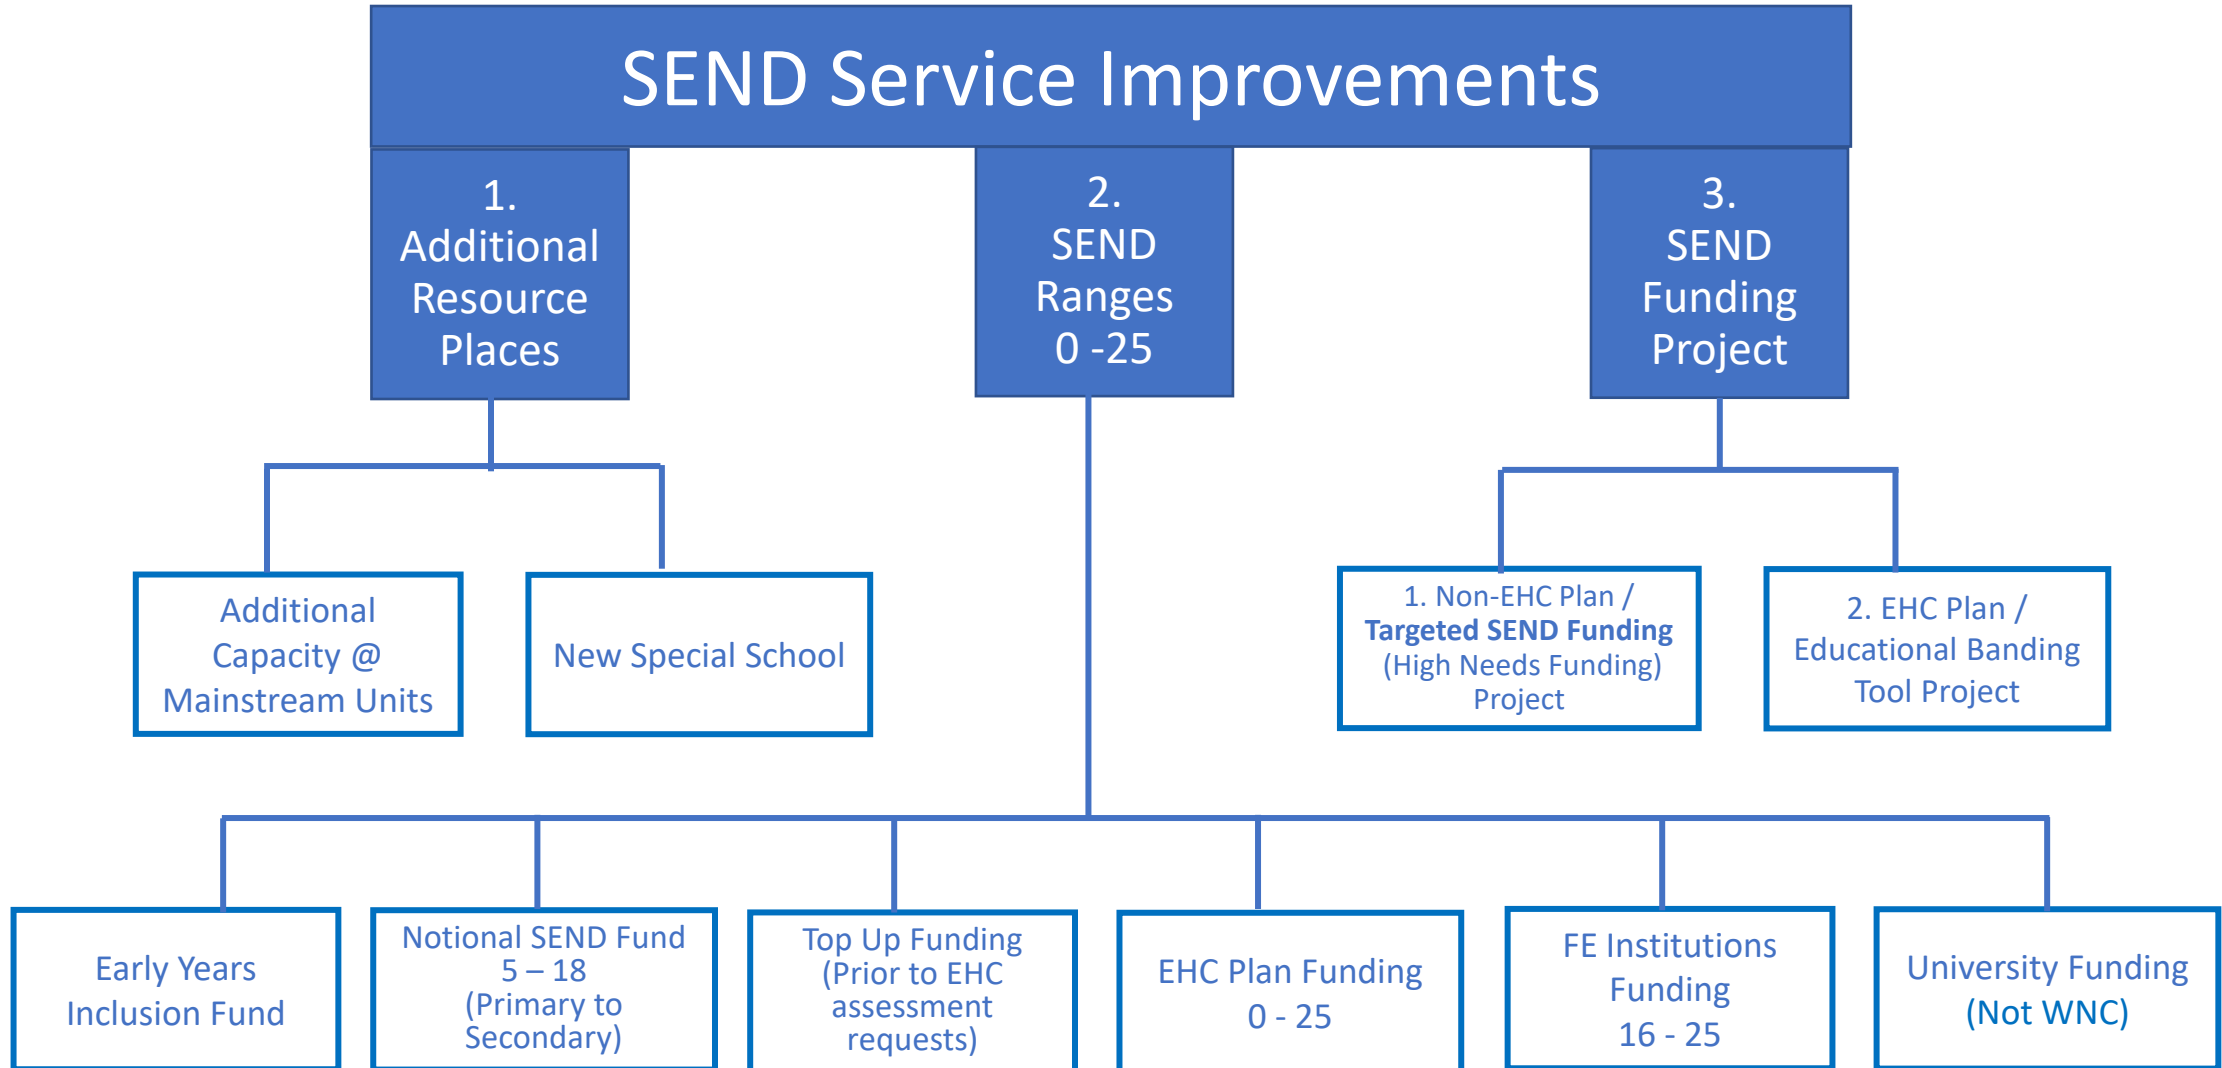 SEND Service Improvements
1.
Additional
Resource
Places
2.
SEND
Ranges
0 -25
3.
SEND
Funding
Project
Additional
Capacity @
Mainstream Units
New Special School
1. Non-EHC Plan /
Targeted SEND Funding
(High Needs Funding)
Project
2. EHC Plan /
Educational Banding
Tool Project
Early Years
Inclusion Fund
Notional SEND Fund
5 – 18
(Primary to
Secondary)
Top Up Funding
(Prior to EHC
assessment
requests)
EHC Plan Funding
0 - 25
FE Institutions
Funding
16 - 25
University Funding
(Not WNC)